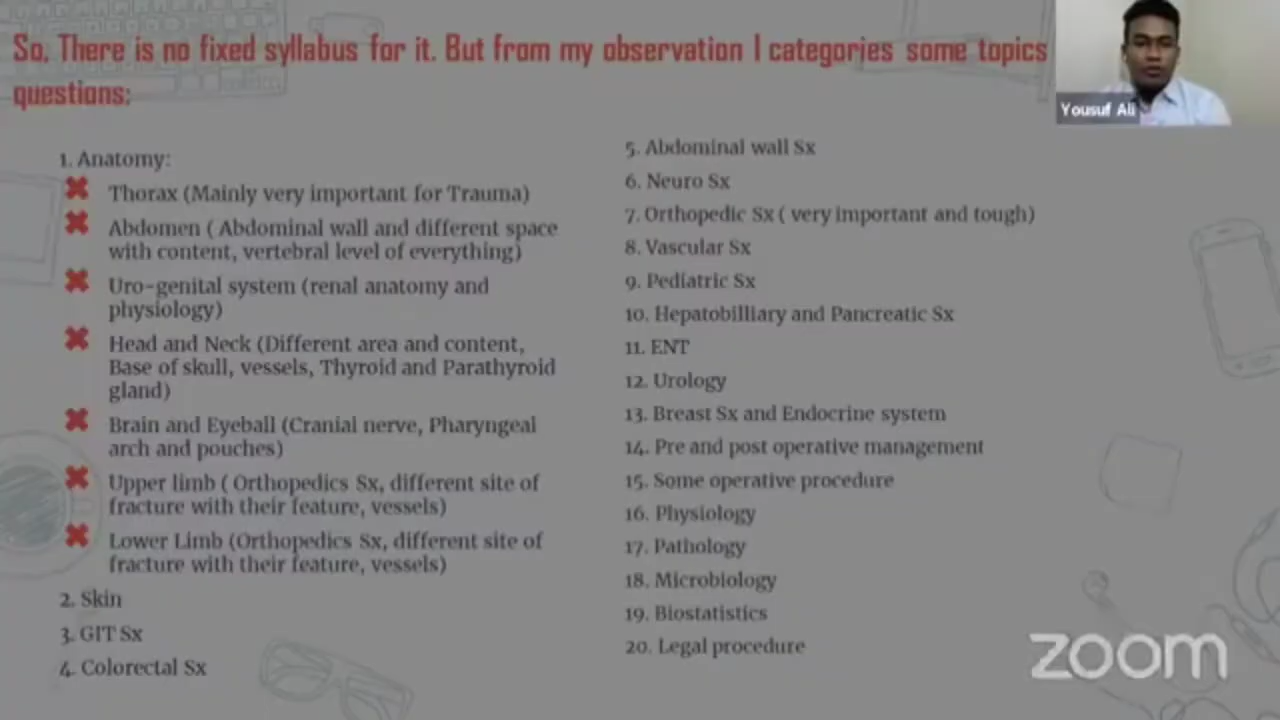 So, There is no fixed syllabus for it. But from my observation I categories some topics
questions:
Yousuf Ali
1. Anatomy:
Thorax (Mainly very important for Trauma)
Abdomen ( Abdominal wall and different space
with content, vertebral level of everything)
Uro-genital system (renal anatomy and
physiology)
Head and Neck (Different area and content,
Base of skull, vessels, Thyroid and Parathyroid
gland)
Brain and Eyeball (Cranial nerve, Pharyngeal
arch and pouches)
Upper limb ( Orthopedics Sx, different site of
fracture with their feature, vessels)
Lower Limb (Orthopedics Sx, different site of
fracture with their feature, vessels)
2. Skin
3. GIT Sx
4. Colorectal Sx
5. Abdominal wall Sx
6. Neuro Sx
7. Orthopedic Sx ( very important and tough)
8. Vascular Sx
9. Pediatric Sx
10. Hepatobilliary and Pancreatic Sx
11. ENT
12. Urology
13. Breast Sx and Endocrine system
14. Pre and post operative management
15. Some operative procedure
16. Physiology
17. Pathology
18. Microbiology
19. Biostatistics
20. Legal procedure
zoom